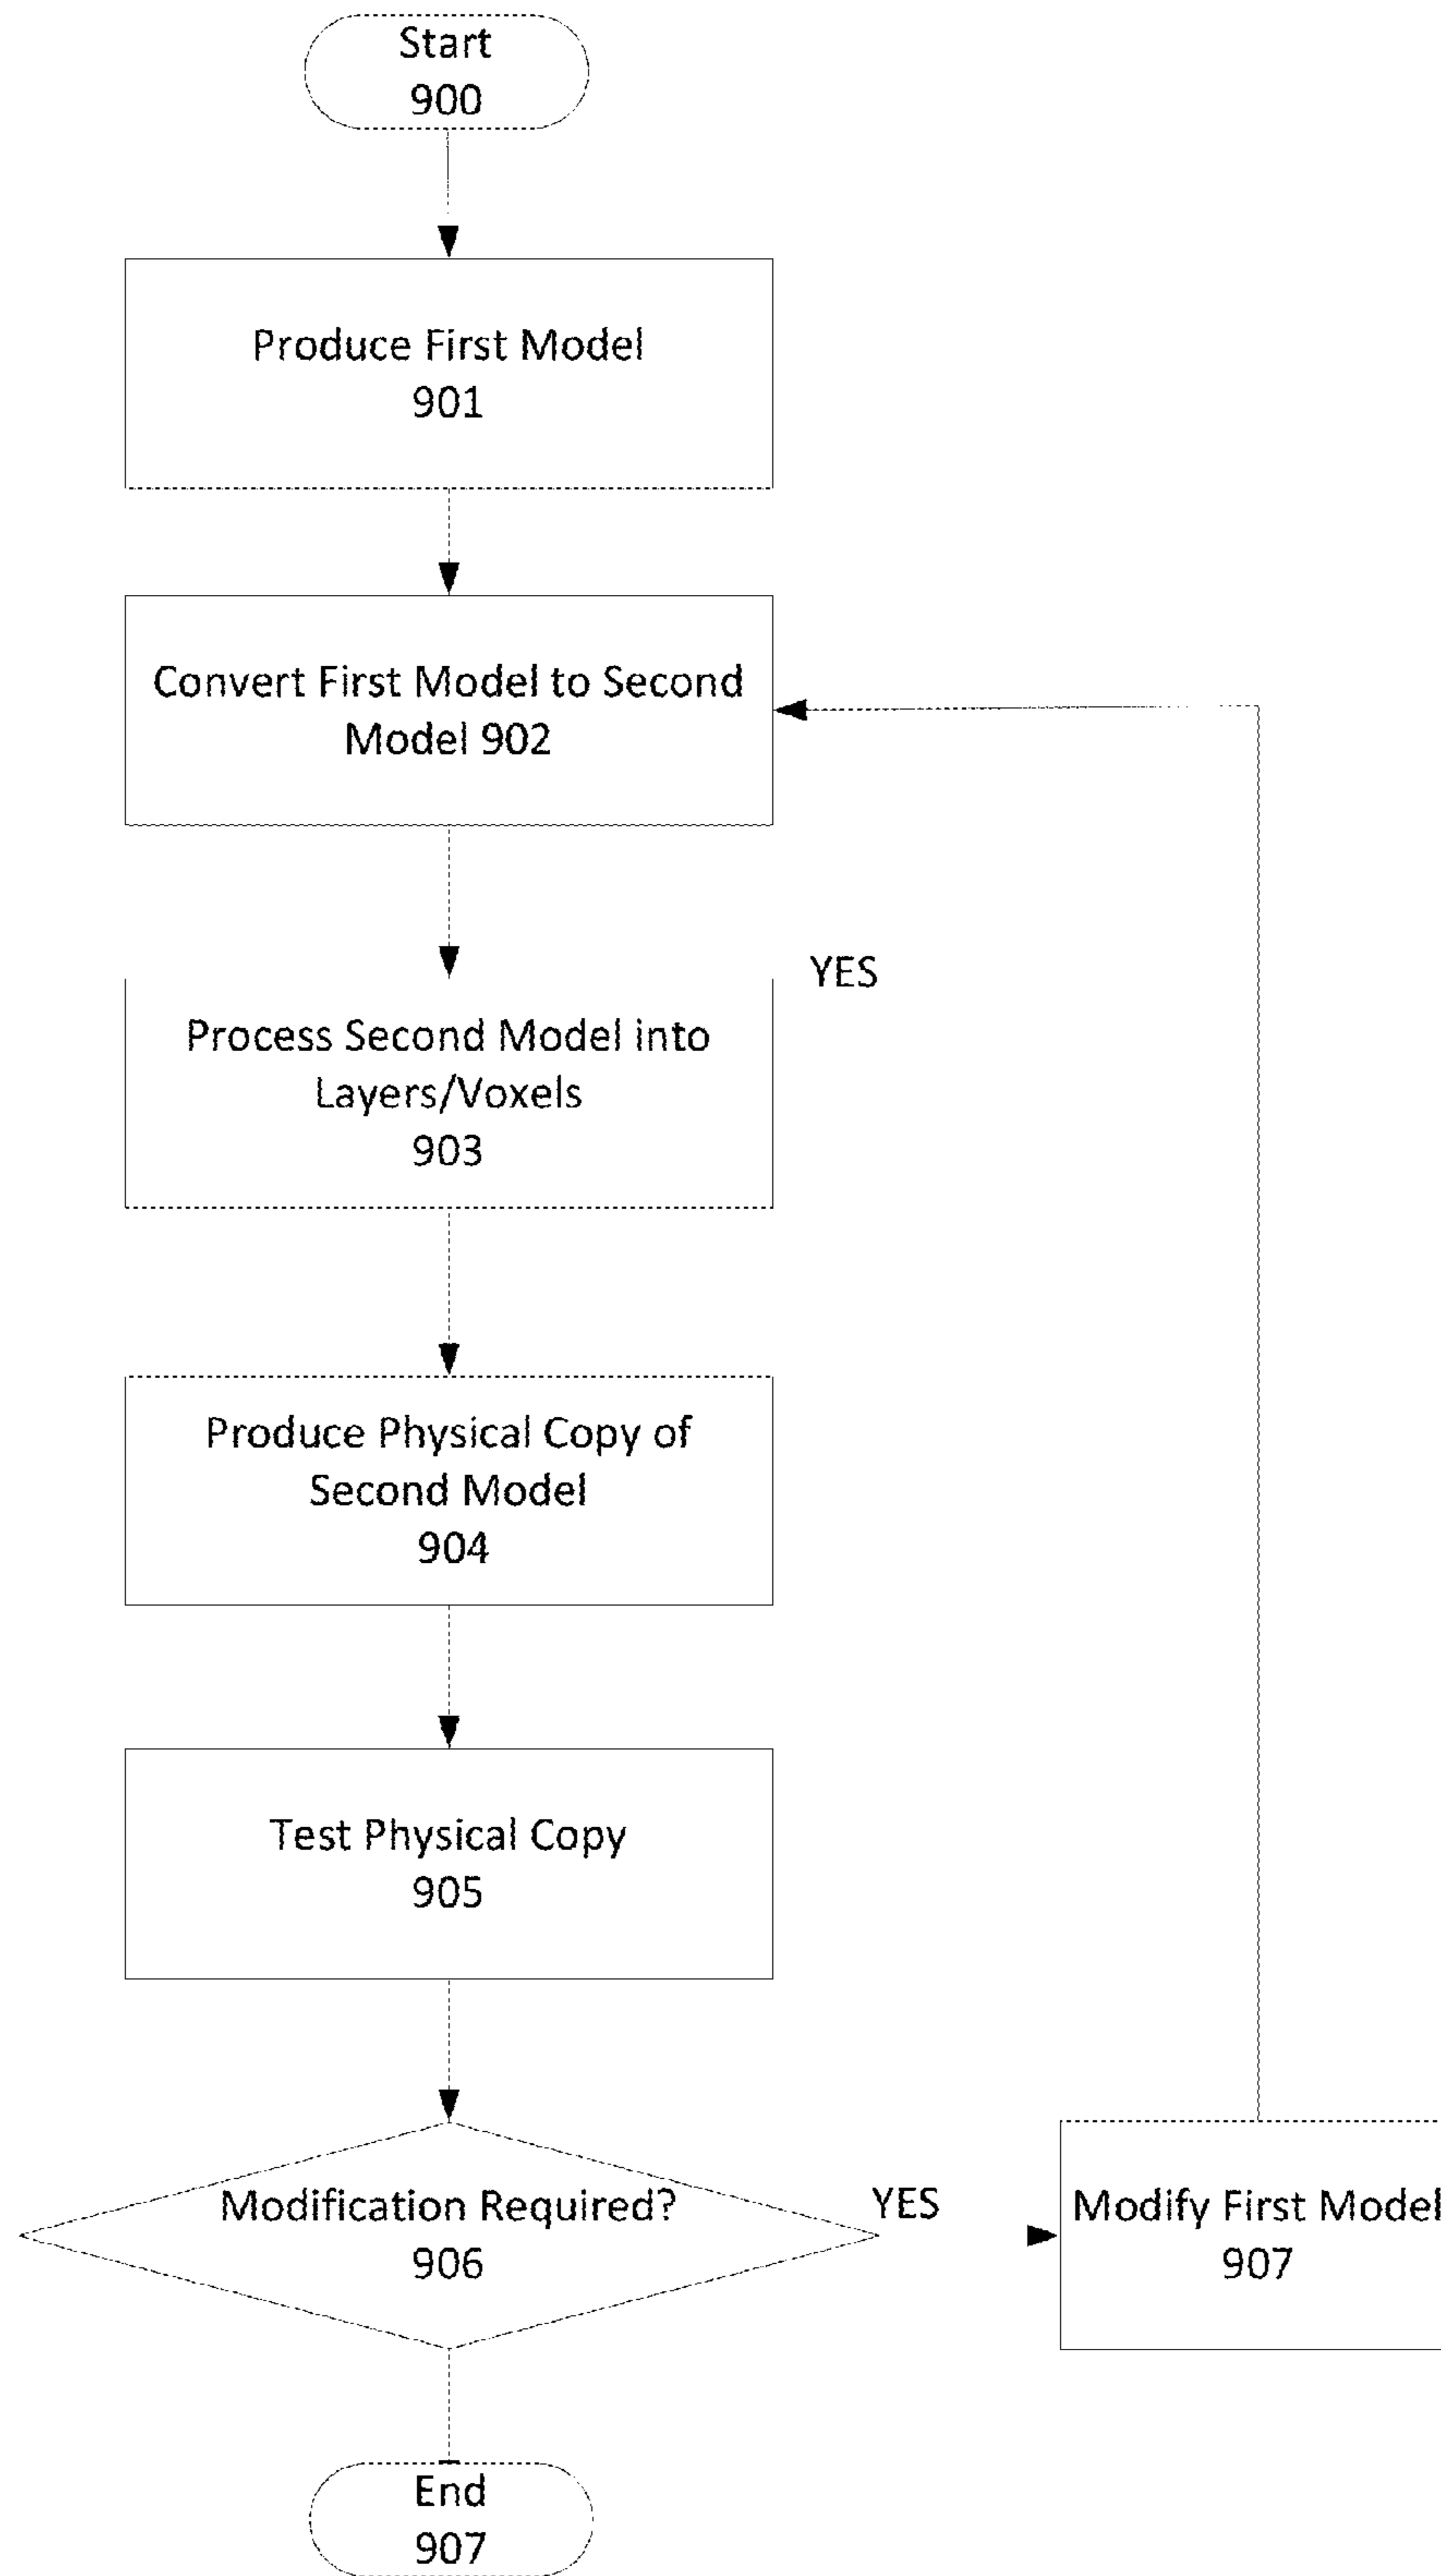 Start
900
Produce First Model
901
Convert First Model to Second
Model 902
YES
Process Second Model into
Layers/Voxels
903
Produce Physical Copy of
Second Model
904
Test Physical Copy
905
Modification Required?
906
YES
Modify First Model
907
End
907